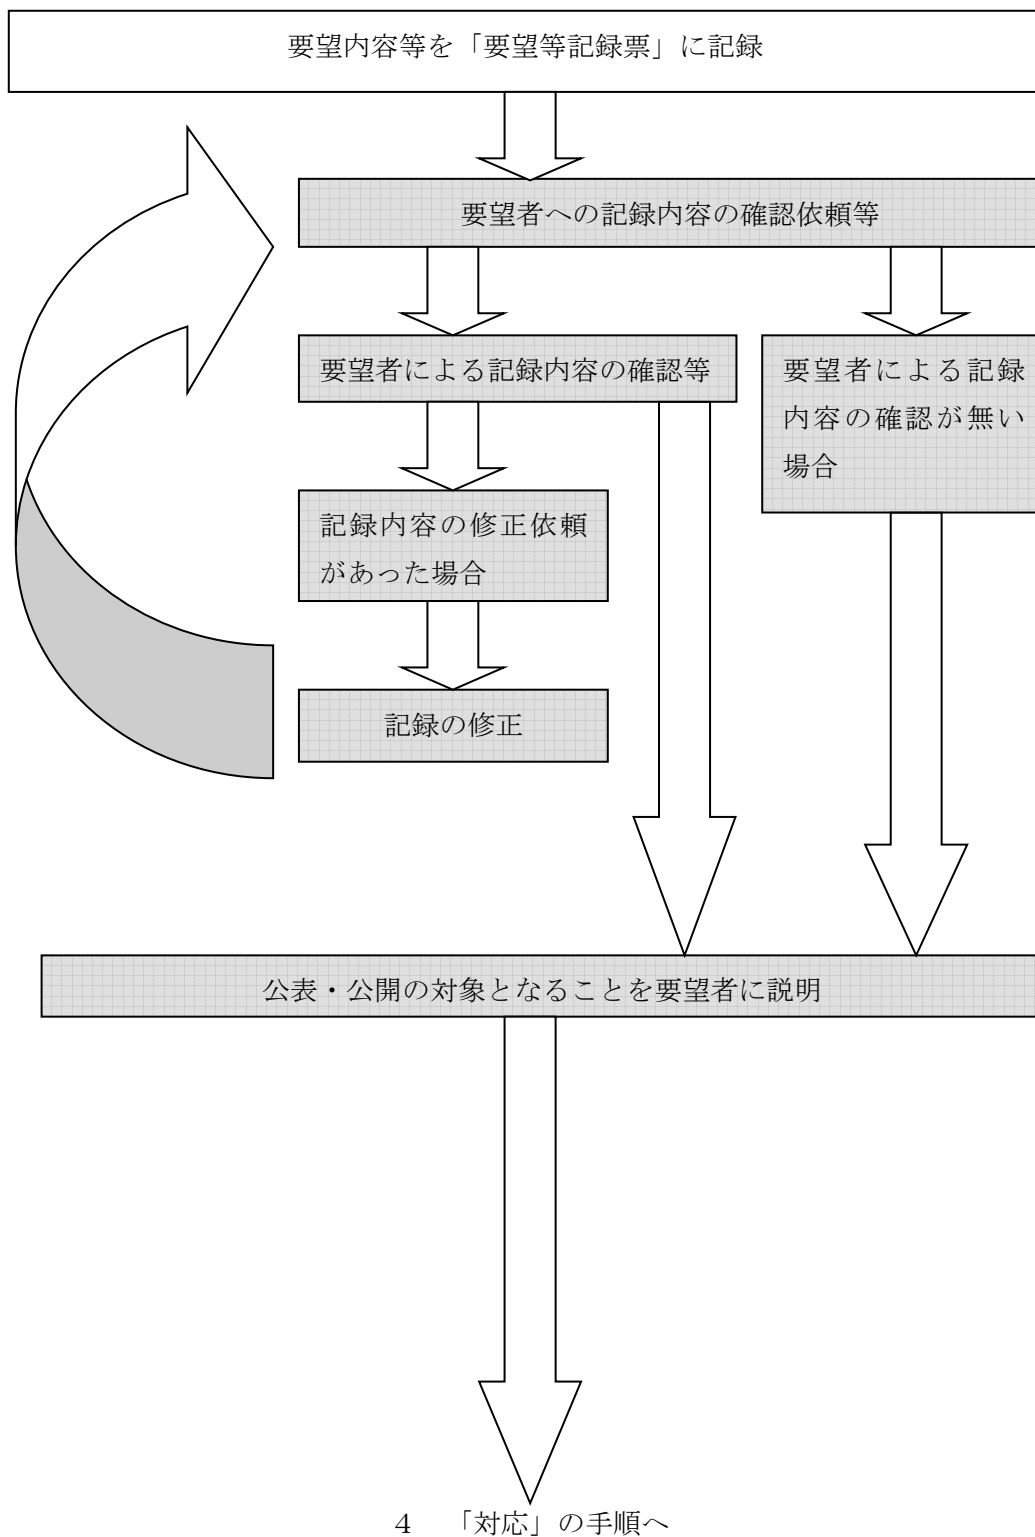 要望内容等を「要望等記録票」に記録
要望者への記録内容の確認依頼等
要望者による記録内容の確認等
要望者による記録
内容の確認が無い
場合
記録内容の修正依頼
があった場合
記録の修正
公表・公開の対象となることを要望者に説明
4　「対応」の手順へ